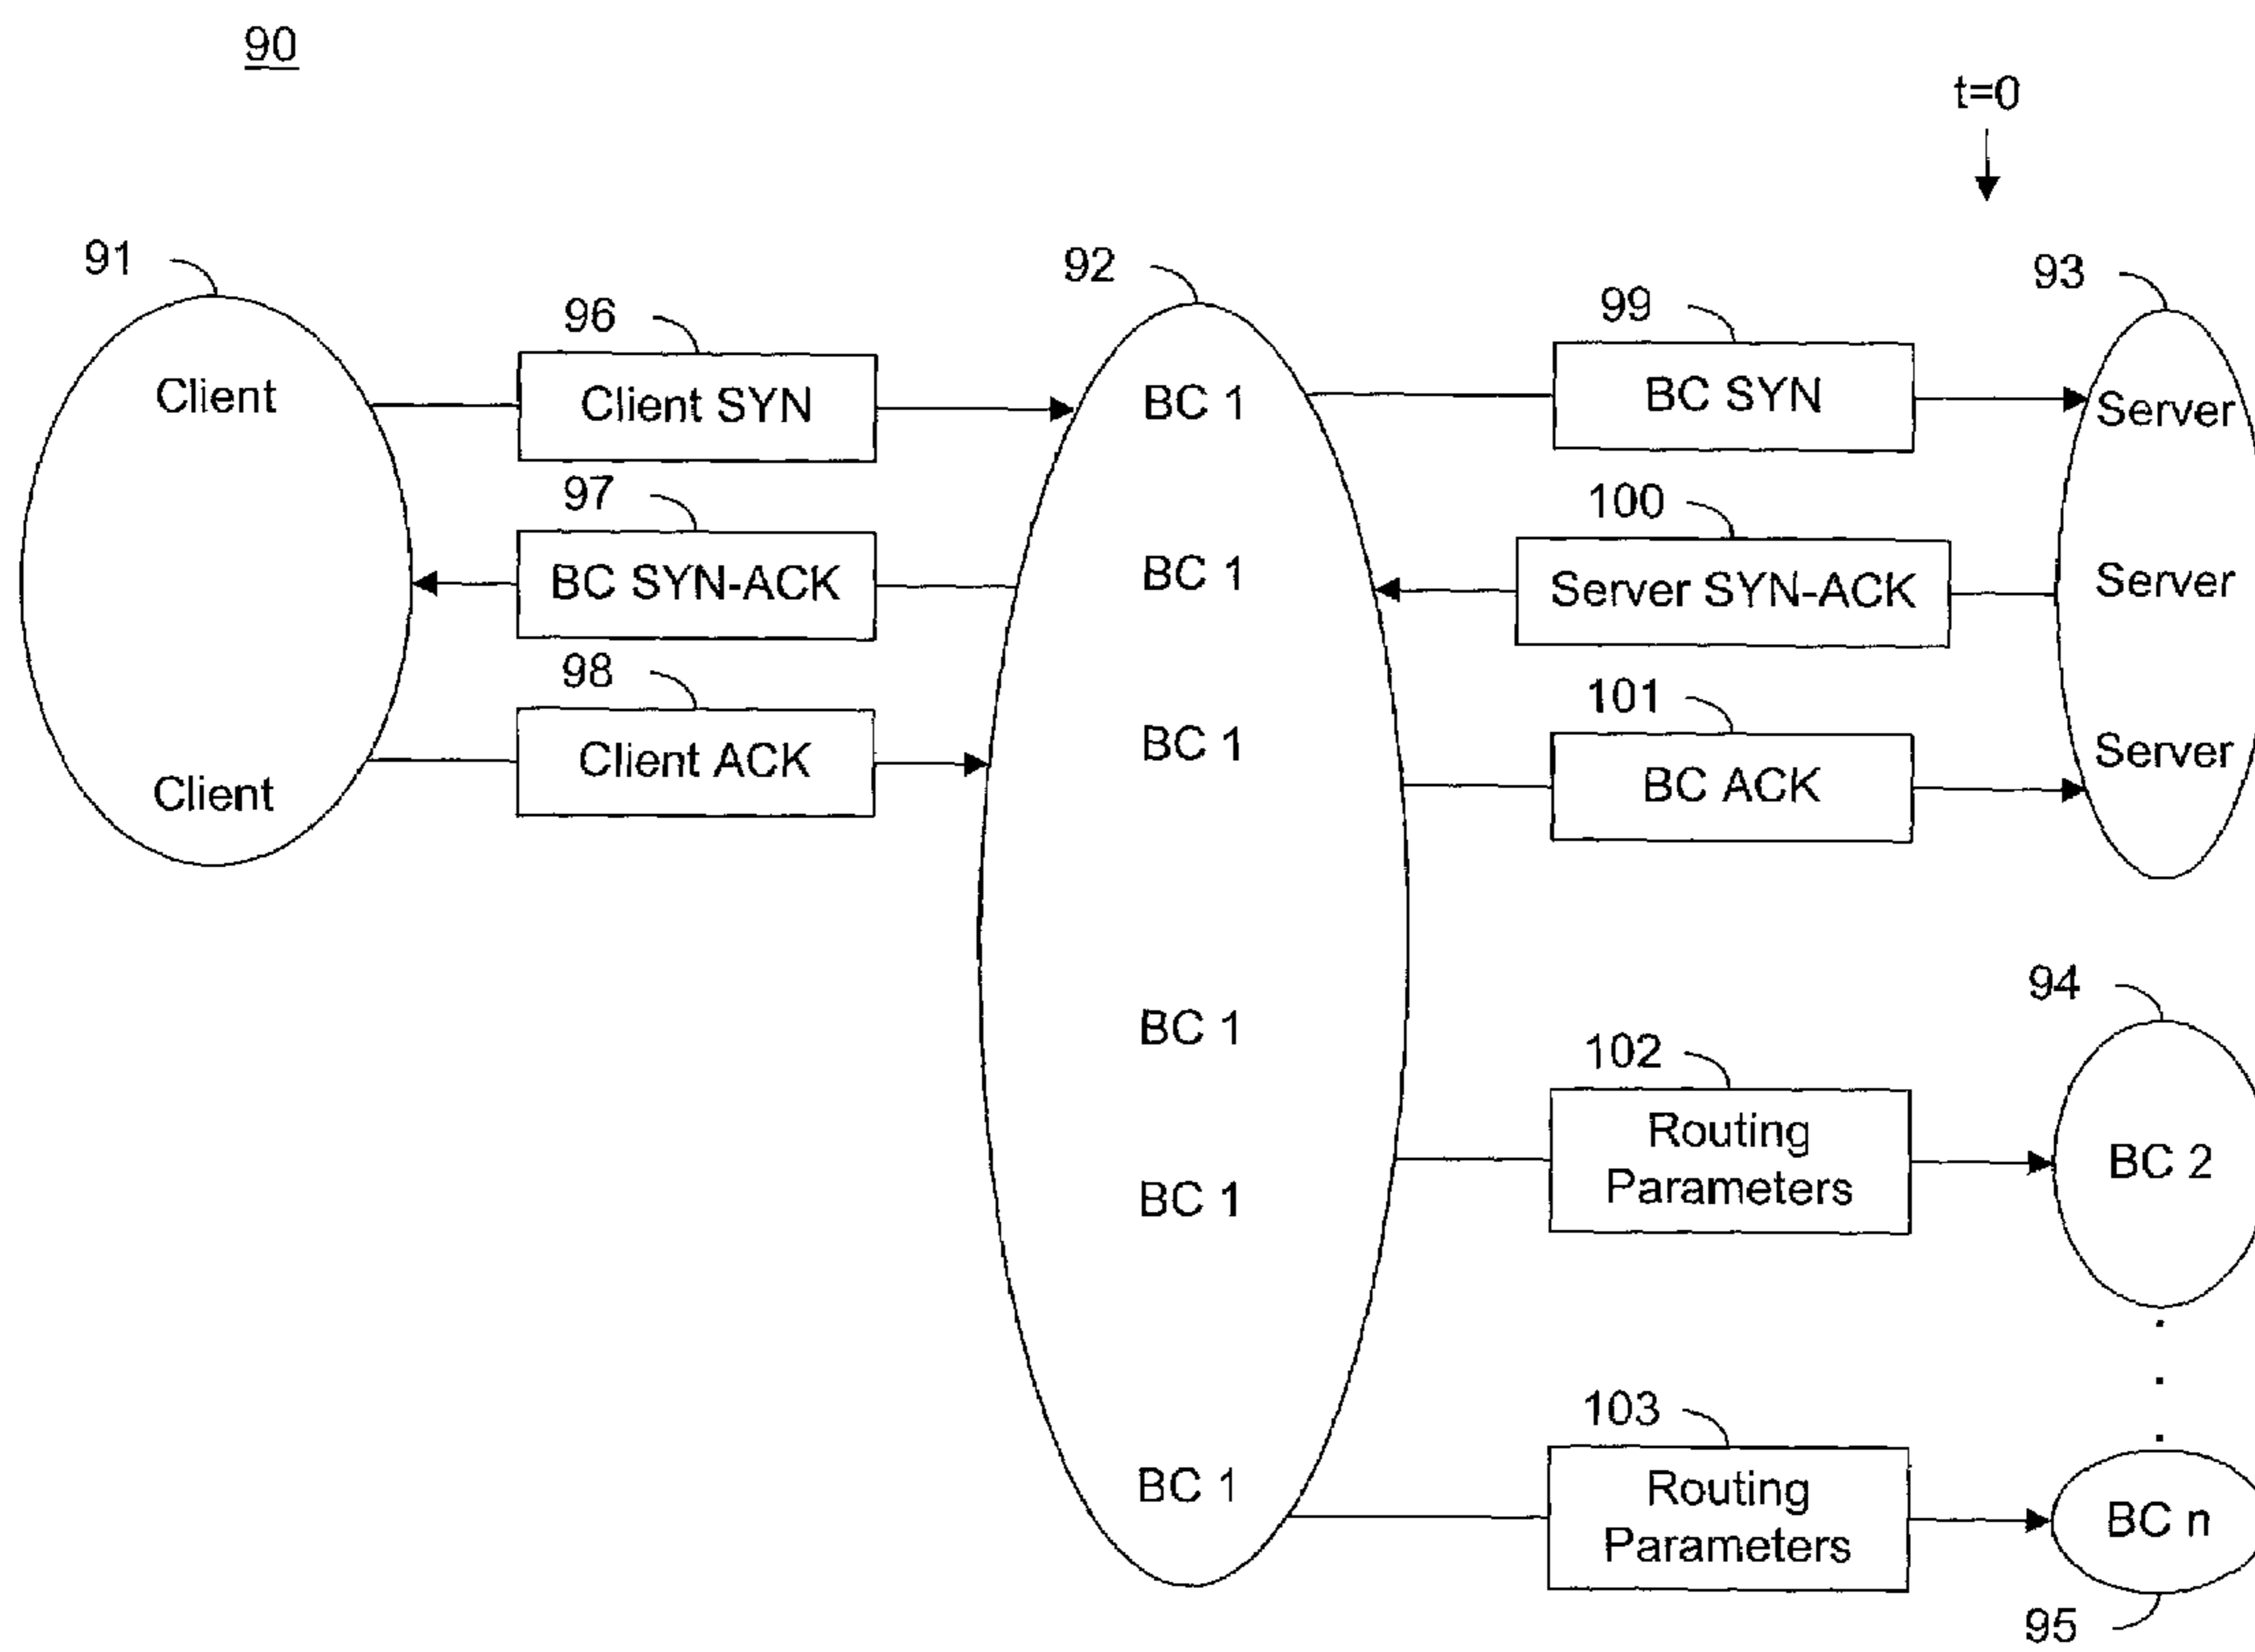 90
t=0
91
92
93
96
99
Client
Client SYN
BC 1
BC SYN
Server
97
100
BC SYN-ACK
BC 1
Server SYN-ACK
Server
98
101
Client
Client ACK
BC 1
BC ACK
Server
94
BC 1
102
Routing
Parameters
BC 2
BC 1
.
.
.
103
BC 1
Routing
Parameters
BC n
95